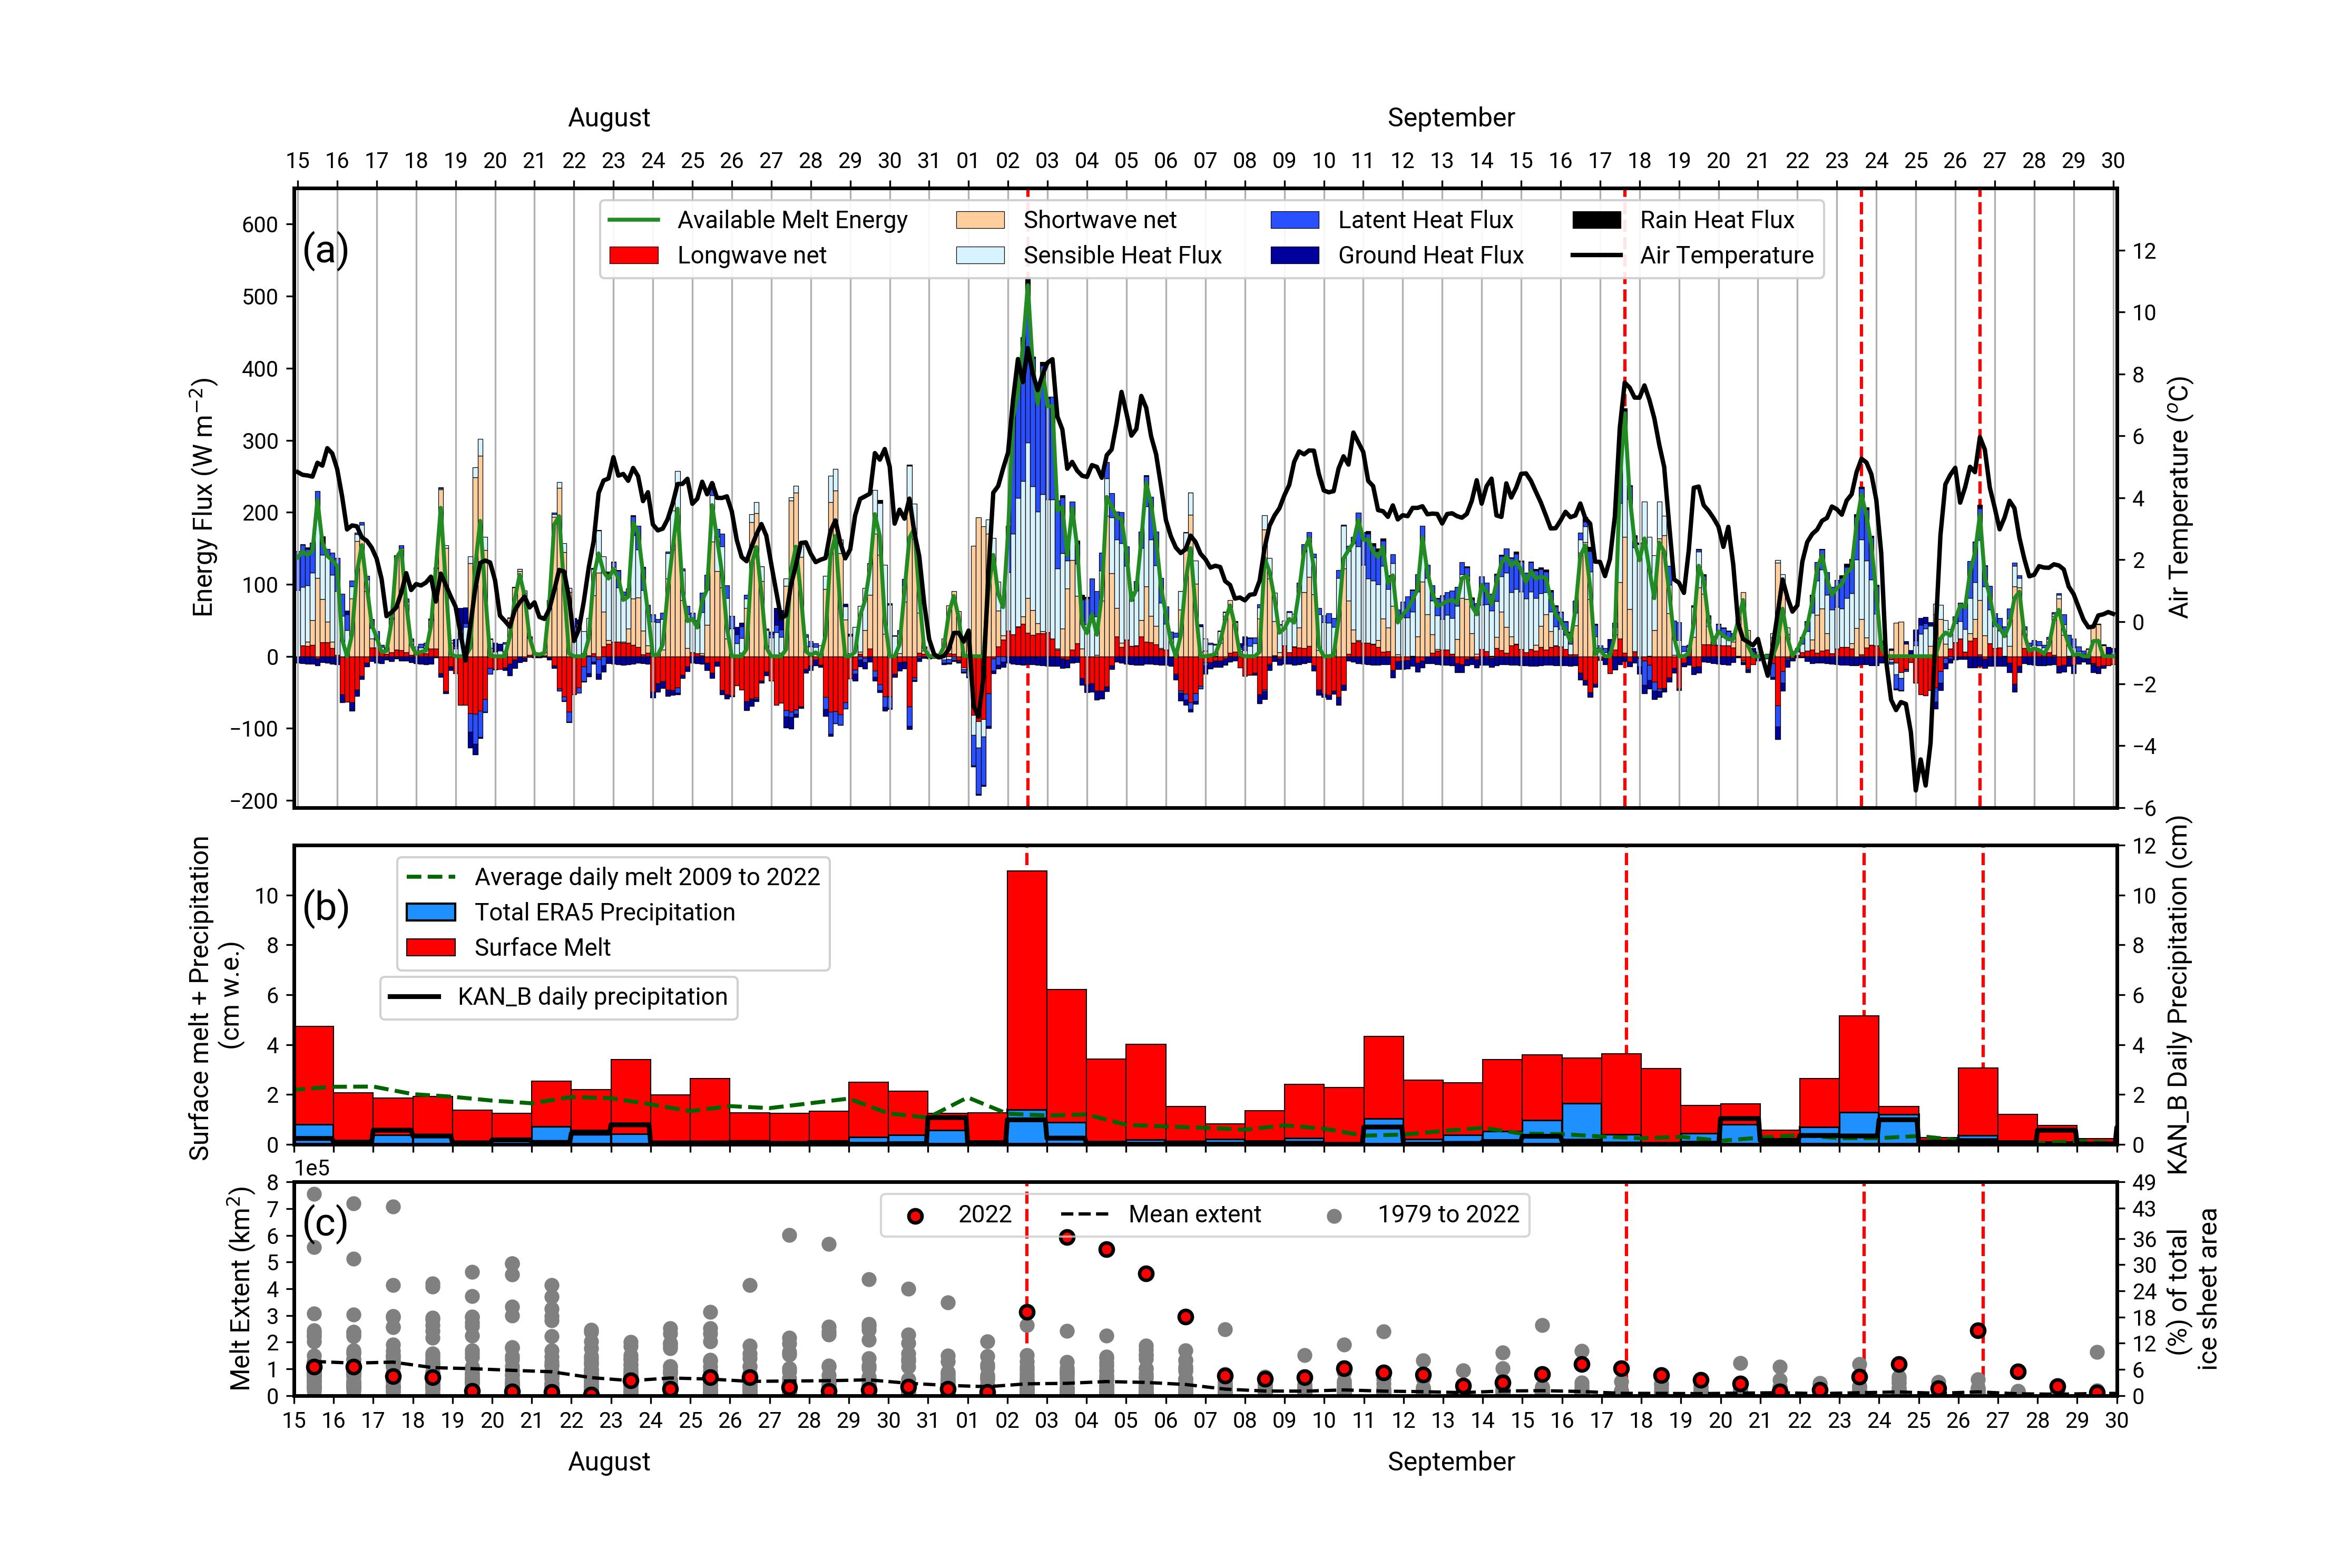 August September
15 16 17 18 19 20 21 22 23 24 25 26 27 28 29 30 31 01 02 03 04 05 06 07 08 09 10 11 12 13 14 15 16 17 18 19 20 21 22 23 24 25 26 27 28 29 30
(a)
Available Melt Energy
Longwave net
Shortwave net
Sensible Heat Flux
Latent Heat Flux
Ground Heat Flux
Rain Heat Flux
Air Temperature
Energy Flux (W m−2)
600
500
400
300
200
100
0
−100
−200
Air Temperature (oC)
12
10
8
6
4
2
0
−2
−4
−6
(b)
Average daily melt 2009 to 2022
Total ERA5 Precipitation
Surface Melt
KAN_B daily precipitation
Surface melt + Precipitation
(cm w.e.)
10
8
6
4
2
0
KAN_B Daily Precipitation (cm)
12
10
8
6
4
2
0
1e5
(c)
2022
Mean extent
1979 to 2022
Melt Extent (km2)
8
7
6
5
4
3
2
1
0
(%) of total
ice sheet area
49
43
36
30
24
18
12
6
0
15 16 17 18 19 20 21 22 23 24 25 26 27 28 29 30 31 01 02 03 04 05 06 07 08 09 10 11 12 13 14 15 16 17 18 19 20 21 22 23 24 25 26 27 28 29 30
August September